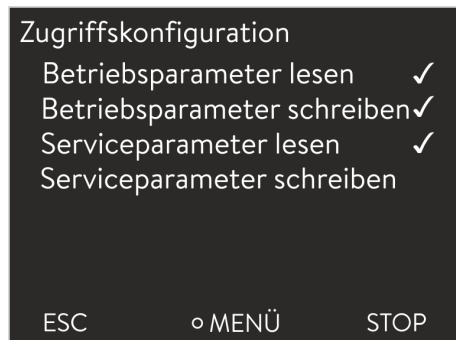 Zugriffskonfiguration
Betriebsparameter lesen ✓
Betriebsparameter schreiben ✓
Serviceparameter lesen ✓
Serviceparameter schreiben
ESC ○ MENÜ STOP